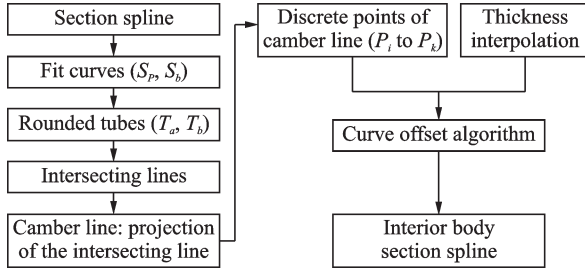 Section spline
Fit curves (S_P, S_b)
Rounded tubes (T_a, T_b)
Intersecting lines
Camber line: projection
of the intersecting line
Discrete points of
camber line (P_i to P_k)
Thickness
interpolation
Curve offset algorithm
Interior body
section spline